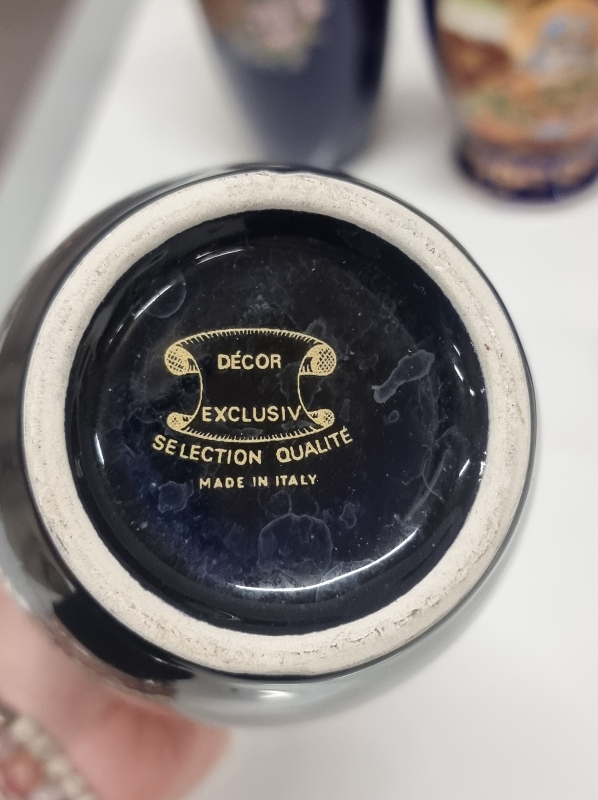 DÉCOR
EXCLUSIV
SELECTION QUALITÉ
MADE IN ITALY